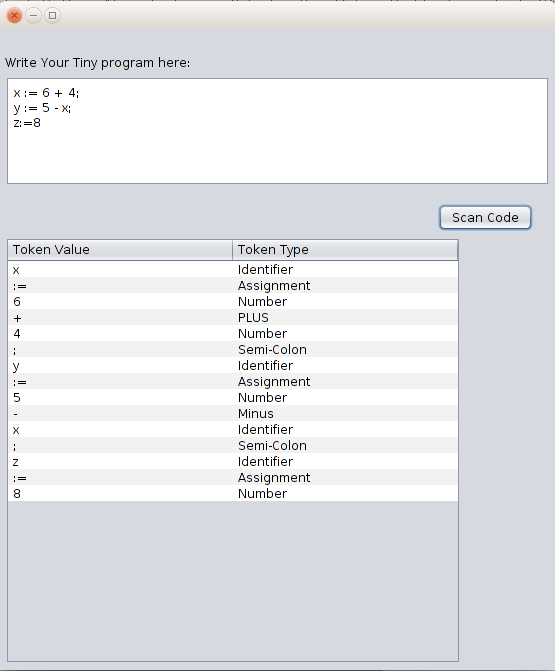 Write Your Tiny program here:
x := 6 + 4;
y := 5 - x;
z:=8
Scan Code
Token Value Token Type
x Identifier
:= Assignment
6 Number
+ PLUS
4 Number
; Semi-Colon
y Identifier
:= Assignment
5 Number
- Minus
x Identifier
; Semi-Colon
z Identifier
:= Assignment
8 Number